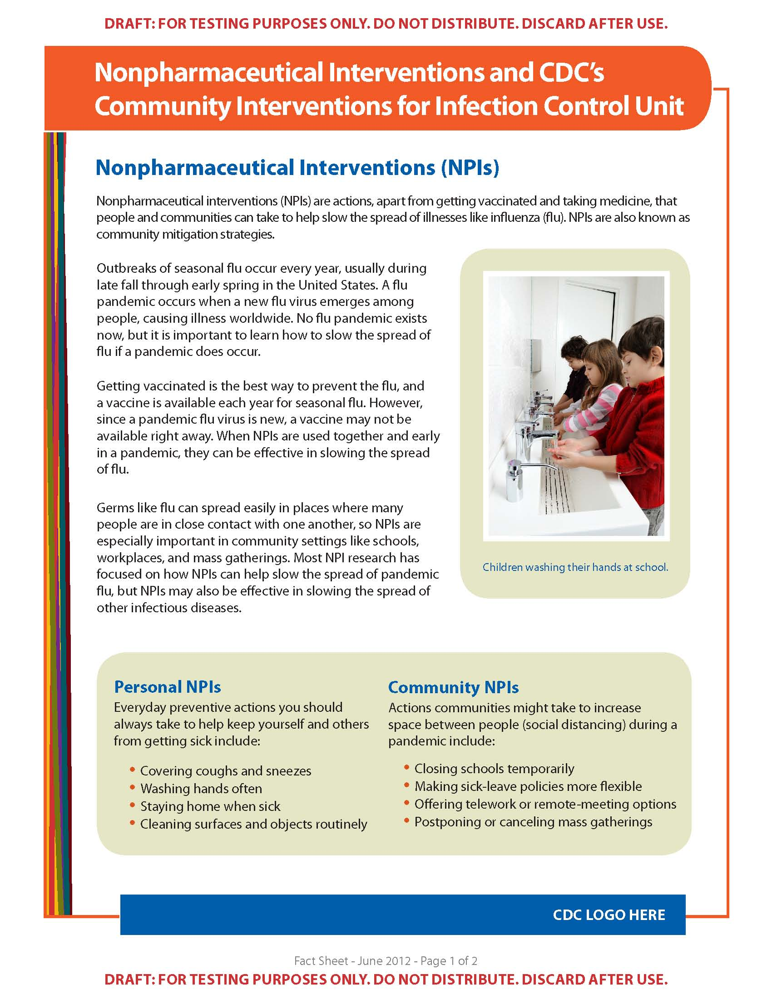 DRAFT: FOR TESTING PURPOSES ONLY. DO NOT DISTRIBUTE. DISCARD AFTER USE.
Nonpharmaceutical Interventions and CDC's
Community Interventions for Infection Control Unit
Nonpharmaceutical Interventions (NPIs)
Nonpharmaceutical interventions (NPIs) are actions, apart from getting vaccinated and taking medicine, that
people and communities can take to help slow the spread of illnesses like influenza (flu). NPIs are also known as
community mitigation strategies.
Outbreaks of seasonal flu occur every year, usually during
late fall through early spring in the United States. A flu
pandemic occurs when a new flu virus emerges among
people, causing illness worldwide. No flu pandemic exists
now, but it is important to learn how to slow the spread of
flu if a pandemic does occur.
Getting vaccinated is the best way to prevent the flu, and
a vaccine is available each year for seasonal flu. However,
since a pandemic flu virus is new, a vaccine may not be
available right away. When NPIs are used together and early
in a pandemic, they can be effective in slowing the spread
of flu.
Germs like flu can spread easily in places where many
people are in close contact with one another, so NPIs are
especially important in community settings like schools,
workplaces, and mass gatherings. Most NPI research has
focused on how NPIs can help slow the spread of pandemic
flu, but NPIs may also be effective in slowing the spread of
other infectious diseases.
Children washing their hands at school.
Personal NPIs
Everyday preventive actions you should
always take to help keep yourself and others
from getting sick include:
• Covering coughs and sneezes
• Washing hands often
• Staying home when sick
• Cleaning surfaces and objects routinely
Community NPIs
Actions communities might take to increase
space between people (social distancing) during a
pandemic include:
• Closing schools temporarily
• Making sick-leave policies more flexible
• Offering telework or remote-meeting options
• Postponing or canceling mass gatherings
CDC LOGO HERE
Fact Sheet - June 2012 - Page 1 of 2
DRAFT: FOR TESTING PURPOSES ONLY. DO NOT DISTRIBUTE. DISCARD AFTER USE.